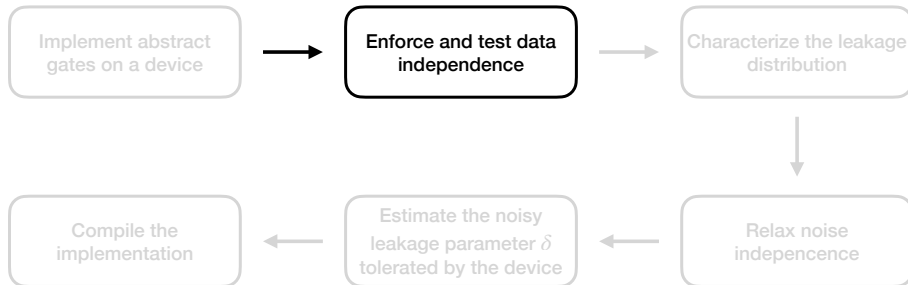 Implement abstract
gates on a device
Enforce and test data
independence
Characterize the leakage
distribution
Compile the
implementation
Estimate the noisy
leakage parameter δ
tolerated by the device
Relax noise
indepencence